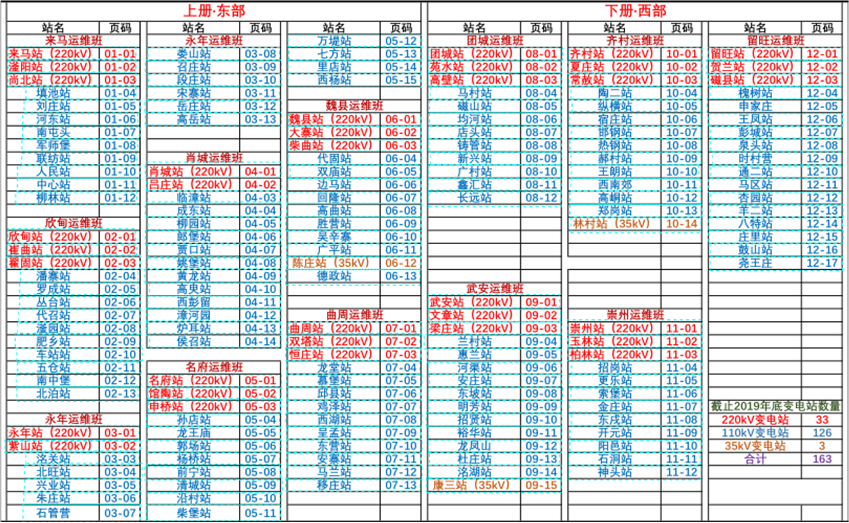 上册·东部
站名 页码
来马运维班
来马站（220kV） 01-01
滏阳站（220kV） 01-02
尚北站（220kV） 01-03
填池站 01-04
刘庄站 01-05
河东站 01-06
南屯头 01-07
军师堡 01-08
联纺站 01-09
人民站 01-10
中心站 01-11
柳林站 01-12
欣甸运维班
欣甸站（220kV） 02-01
崔曲站（220kV） 02-02
翟固站（220kV） 02-03
潘寨站 02-04
罗成站 02-05
丛台站 02-06
代召站 02-07
滏园站 02-08
肥乡站 02-09
车站站 02-10
五仓站 02-11
南中堡 02-12
北泊站 02-13
永年运维班
永年站（220kV） 03-01
紫山站（220kV） 03-02
洺关站 03-03
北旺站 03-04
兴业站 03-05
朱庄站 03-06
石管营 03-07
站名 页码
永年运维班
娄山站 03-08
召庄站 03-09
段庄站 03-10
宋寨站 03-11
岳庄站 03-12
高岳站 03-13
肖城运维班
肖城站（220kV） 04-01
吕庄站（220kV） 04-02
临漳站 04-03
成东站 04-04
柳园站 04-05
邱堡站 04-06
贾口站 04-07
姚堡站 04-08
黄龙站 04-09
高臾站 04-10
西彭留 04-11
漳河园 04-12
炉耳站 04-13
侯召站 04-14
名府运维班
名府站（220kV） 05-01
馆陶站（220kV） 05-02
申桥站（220kV） 05-03
孙店站 05-04
龙王庙 05-05
郭场站 05-06
杨桥站 05-07
前宁站 05-08
清城站 05-09
沿村站 05-10
柴堡站 05-11
站名 页码
万堤站 05-12
七方站 05-13
里店站 05-14
西杨站 05-15
魏县运维班
魏县站（220kV） 06-01
大寨站（220kV） 06-02
柴曲站（220kV） 06-03
代固站 06-04
双庙站 06-05
边马站 06-06
回隆站 06-07
高曲站 06-08
胜营站 06-09
吴辛寨 06-10
广平站 06-11
陈庄站（35kV） 06-12
德政站 06-13
曲周运维班
曲周站（220kV） 07-01
双塔站（220kV） 07-02
恒庄站（220kV） 07-03
龙堂站 07-04
慕堡站 07-05
邱县站 07-06
鸡泽站 07-07
西湖站 07-08
呈孟站 07-09
东营站 07-10
安寨站 07-11
马兰站 07-12
移庄站 07-13
下册·西部
站名 页码
团城运维班
团城站（220kV） 08-01
苑水站（220kV） 08-02
高壁站（220kV） 08-03
马村站 08-04
磁山站 08-05
均河站 08-06
店头站 08-07
铸管站 08-08
新兴站 08-09
广村站 08-10
鑫汇站 08-11
长远站 08-12
武安运维班
武安站（220kV） 09-01
文章站（220kV） 09-02
梁庄站（220kV） 09-03
兰村站 09-04
惠兰站 09-05
河渠站 09-06
安庄站 09-07
东坡站 09-08
明芳站 09-09
招贤站 09-10
裕华站 09-11
龙凤山 09-12
杜庄站 09-13
洺湖站 09-14
康三站（35kV） 09-15
站名 页码
齐村运维班
齐村站（220kV） 10-01
夏庄站（220kV） 10-02
常赦站（220kV） 10-03
陶二站 10-04
纵横站 10-05
宿庄站 10-06
邯钢站 10-07
热钢站 10-08
郝村站 10-09
王朗站 10-10
西南郊 10-11
高峒站 10-12
郑岗站 10-13
林村站（35kV） 10-14
崇州运维班
崇州站（220kV） 11-01
玉林站（220kV） 11-02
柏林站（220kV） 11-03
招岗站 11-04
更乐站 11-05
索堡站 11-06
金庄站 11-07
东戌站 11-08
开元站 11-09
阳邑站 11-10
石洞站 11-11
神头站 11-12
站名 页码
留旺运维班
留旺站（220kV） 12-01
贺兰站（220kV） 12-02
磁县站（220kV） 12-03
槐树站 12-04
申家庄 12-05
王凤站 12-06
彭城站 12-07
泉头站 12-08
时村营 12-09
通二站 12-10
马区站 12-11
杏园站 12-12
羊二站 12-13
八特站 12-14
庄里站 12-15
鼓山站 12-16
尧王庄 12-17
截止2019年底变电站数量
220kV变电站 33
110kV变电站 126
35kV变电站 3
合计 163